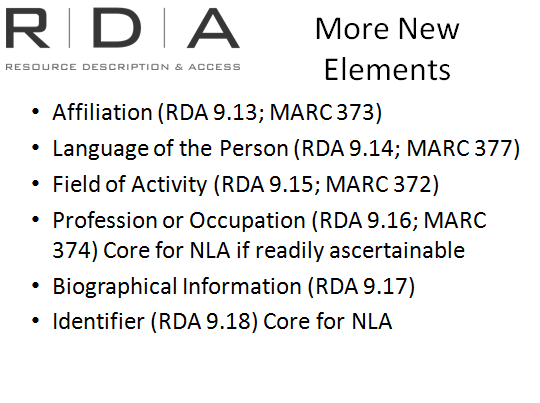 R | D | A
RESOURCE DESCRIPTION & ACCESS
More New
Elements
• Affiliation (RDA 9.13; MARC 373)
• Language of the Person (RDA 9.14; MARC 377)
• Field of Activity (RDA 9.15; MARC 372)
• Profession or Occupation (RDA 9.16; MARC
374) Core for NLA if readily ascertainable
• Biographical Information (RDA 9.17)
• Identifier (RDA 9.18) Core for NLA